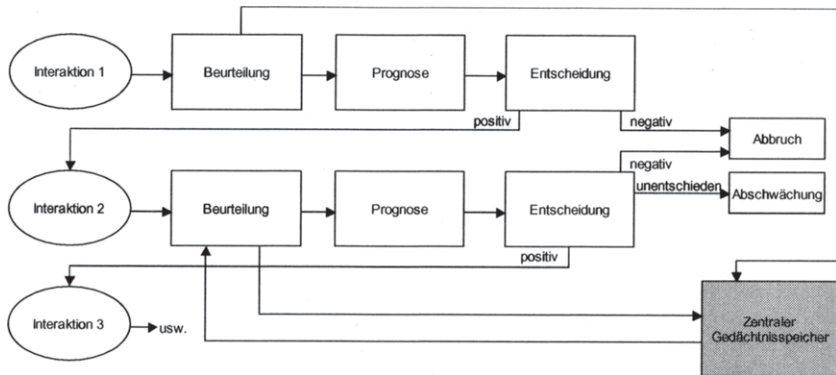 Interaktion 1
Beurteilung
Prognose
Entscheidung
positiv
negativ
Abbruch
negativ
unentschieden
Abschwächung
Interaktion 2
Beurteilung
Prognose
Entscheidung
positiv
Interaktion 3
usw.
Zentraler
Gedächtnisspeicher